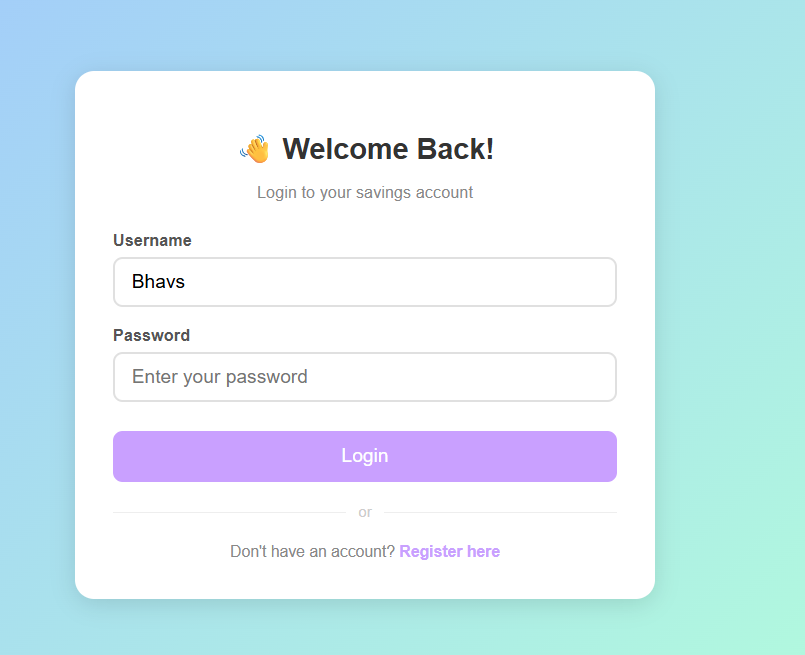 👋 Welcome Back!
Login to your savings account
Username
Bhavs
Password
Enter your password
Login
or
Don't have an account? Register here